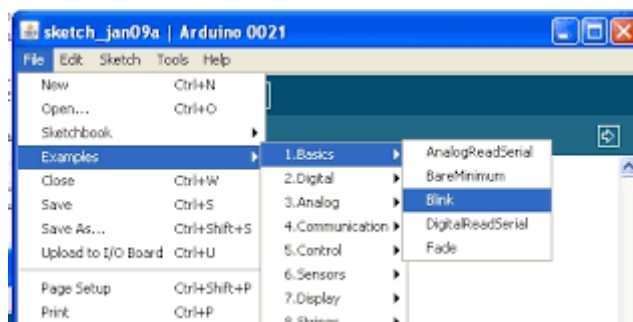 sketch_jan09a | Arduino 0021
File Edit Sketch Tools Help
New Ctrl+N
Open... Ctrl+O
Sketchbook
Examples
Close Ctrl+W
Save Ctrl+S
Save As... Ctrl+Shift+S
Upload to I/O Board Ctrl+U
Page Setup Ctrl+Shift+P
Print Ctrl+P
1.Basics
2.Digital
3.Analog
4.Communication
5.Control
6.Sensors
7.Display
8.Strings
AnalogReadSerial
BareMinimum
Blink
DigitalReadSerial
Fade